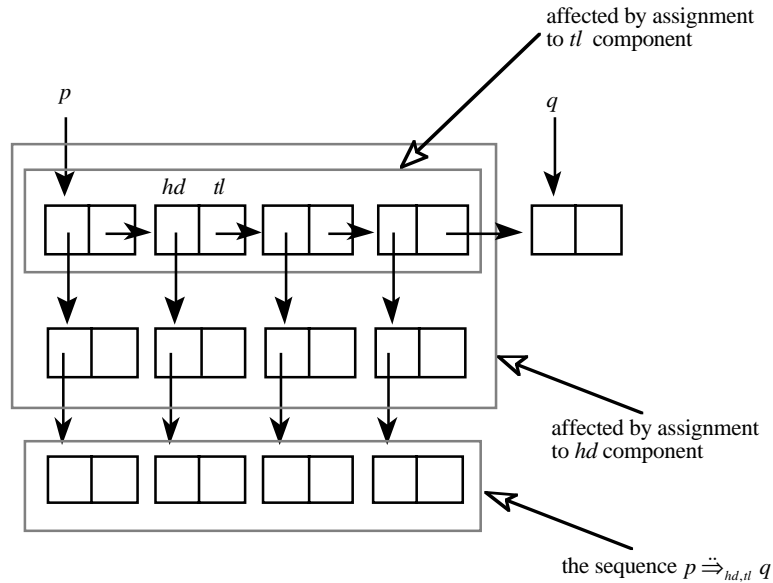 affected by assignment
to tl component
p
q
hd tl
affected by assignment
to hd component
the sequence p ⇒̈ hd,tl q